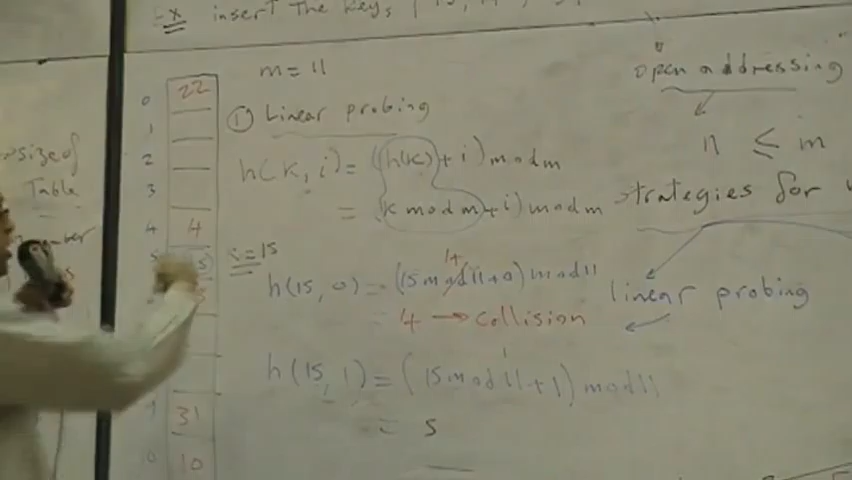 Ex insert the keys
m = 11
"open addressing"
① Linear probing
n ≤ m
h(k, i) = (h(k) + i) mod m
= (k mod m + i) mod m
strategies for
i = 15
h(15, 0) = (15 mod 11 + 0) mod 11
4
= 4 → collision
linear probing
h(15, 1) = (15 mod 11 + 1) mod 11
= 5
size of
Table
0 22
1
2
3
4 4
5
31
0 10